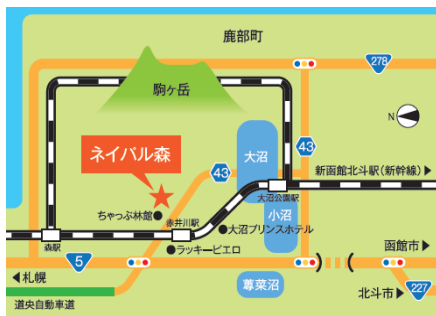 鹿部町
278
駒ヶ岳
N
大沼
ネイパル森
43
43
新函館北斗駅(新幹線)
大沼公園駅
ちゃっぷ林館
赤井川駅
小沼
大沼プリンスホテル
森駅
ラッキーピエロ
函館市
5
札幌
蓴菜沼
北斗市
227
道央自動車道